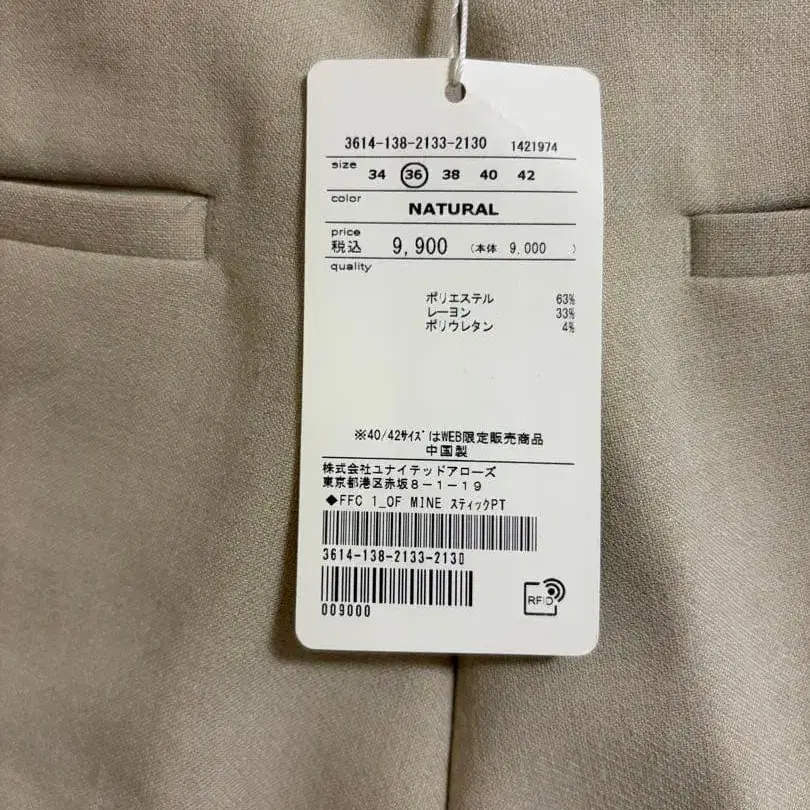 3614-138-2133-2130 1421974
size
34 36 38 40 42
color
NATURAL
price
税込 9,900 (本体 9,000 )
quality
ポリエステル 63%
レーヨン 33%
ポリウレタン 4%
※40/42ｻｲｽﾞはWEB限定販売商品
中国製
株式会社ユナイテッドアローズ
東京都港区赤坂8-1-19
◆FFC 1_OF MINE ｽﾃｨｯｸPT
3614-138-2133-2130
009000
RFID